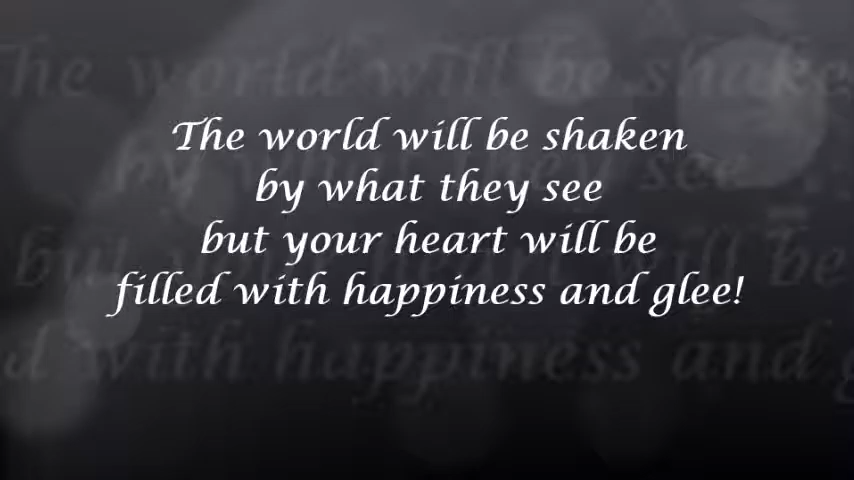 The world will be shaken
by what they see
but your heart will be
filled with happiness and glee!